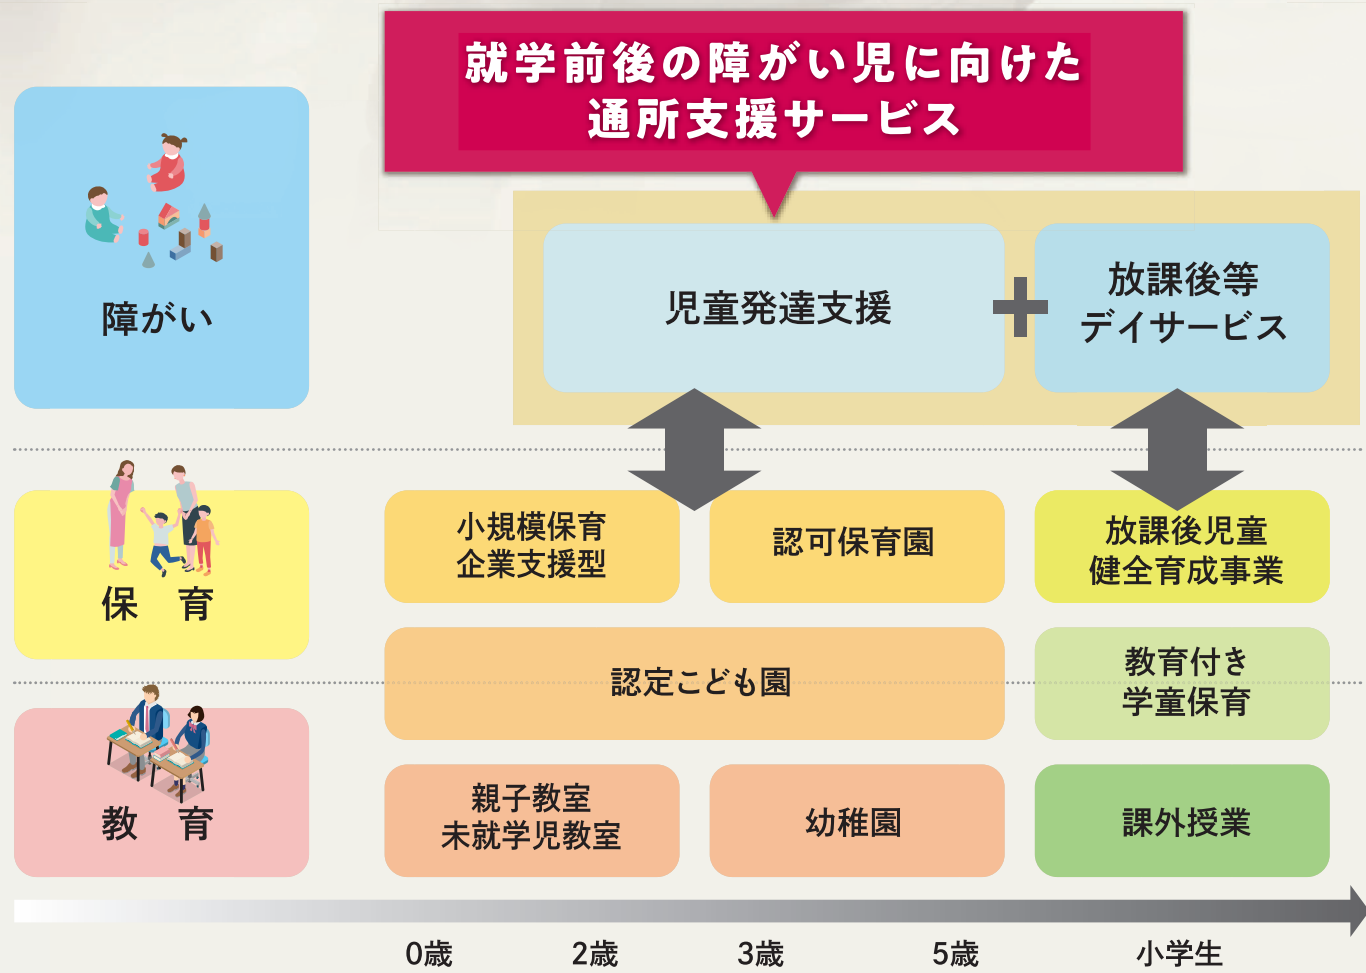 就学前後の障がい児に向けた
通所支援サービス
障がい
児童発達支援
放課後等
デイサービス
保　育
小規模保育
企業支援型
認可保育園
放課後児童
健全育成事業
認定こども園
教育付き
学童保育
教　育
親子教室
未就学児教室
幼稚園
課外授業
0歳
2歳
3歳
5歳
小学生